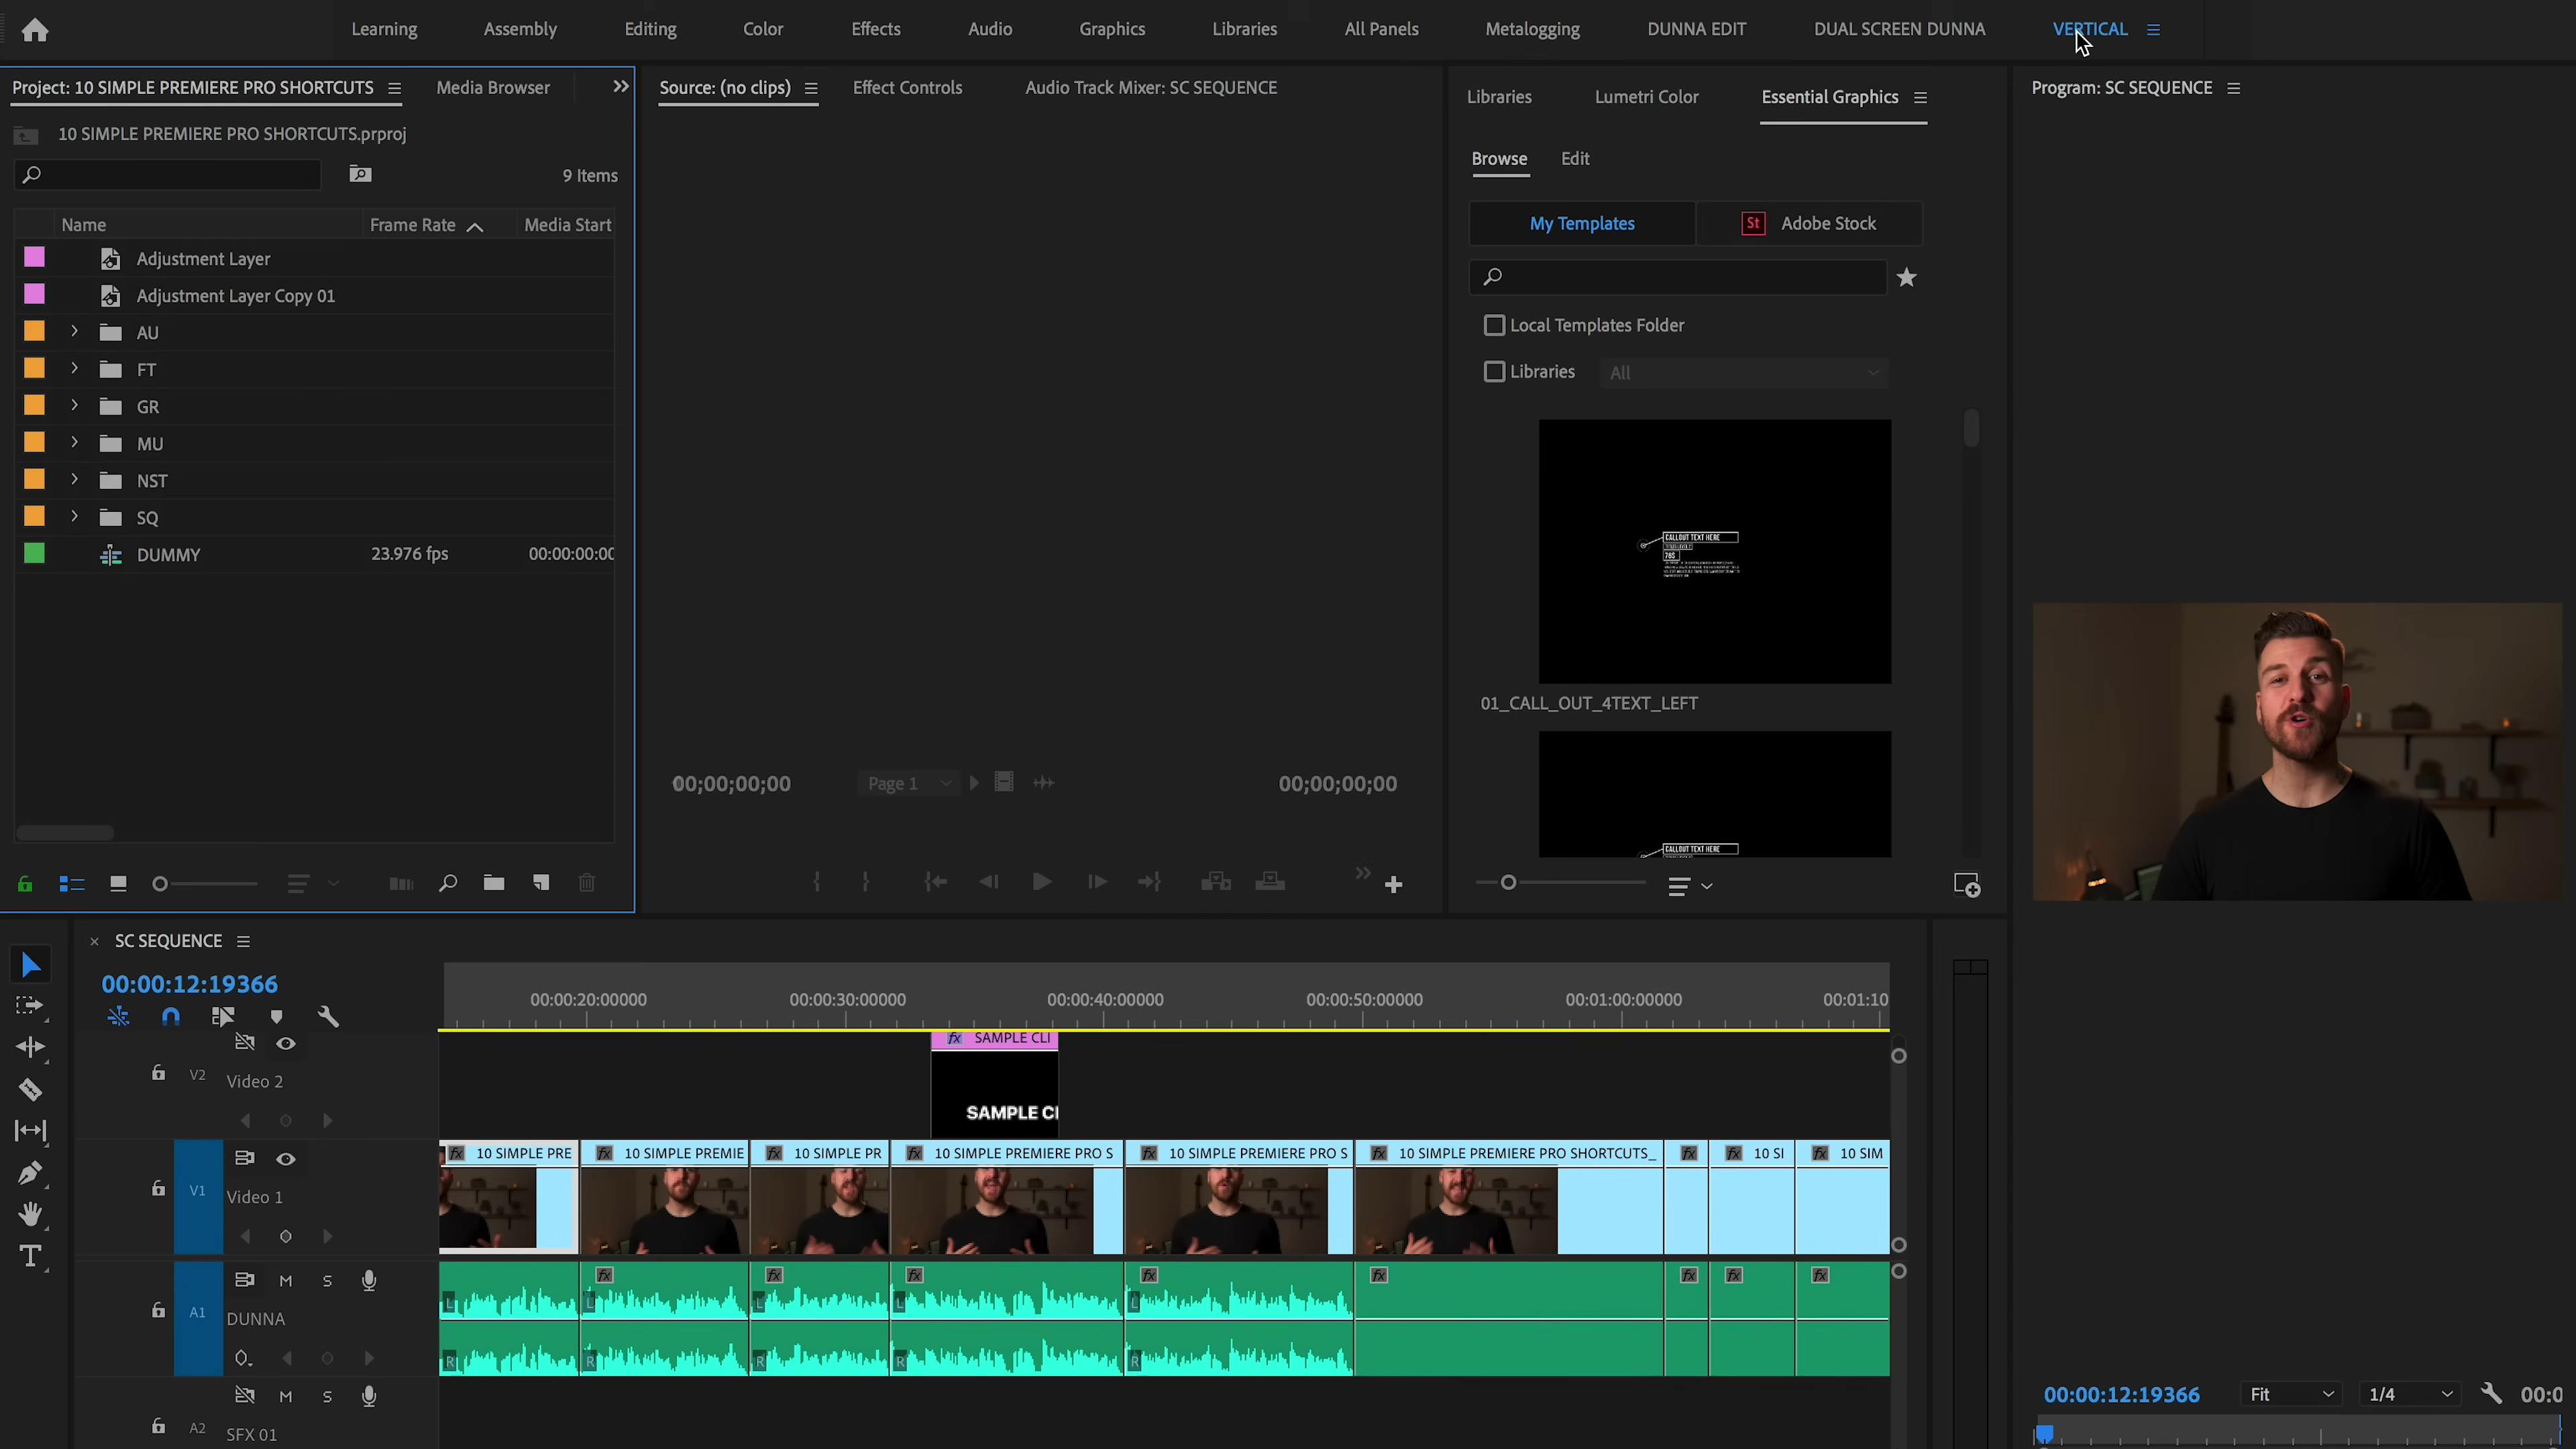 Learning Assembly Editing Color Effects Audio Graphics Libraries All Panels Metalogging DUNNA EDIT DUAL SCREEN DUNNA VERTICAL
Project: 10 SIMPLE PREMIERE PRO SHORTCUTS Media Browser
10 SIMPLE PREMIERE PRO SHORTCUTS.prproj
9 Items
Name Frame Rate Media Start
Adjustment Layer
Adjustment Layer Copy 01
AU
FT
GR
MU
NST
SQ
DUMMY 23.976 fps 00:00:00:00
Source: (no clips) Effect Controls Audio Track Mixer: SC SEQUENCE
00;00;00;00 Page 1 00;00;00;00
Libraries Lumetri Color Essential Graphics
Browse Edit
My Templates St Adobe Stock
Local Templates Folder
Libraries All
CALLOUT TEXT HERE
01_CALL_OUT_4TEXT_LEFT
CALLOUT TEXT HERE
Program: SC SEQUENCE
00:00:12:19366 Fit 1/4 00:0
SC SEQUENCE
00:00:12:19366
00:00:20:00000 00:00:30:00000 00:00:40:00000 00:00:50:00000 00:01:00:00000 00:01:10
fx SAMPLE CLI
V2 Video 2
SAMPLE CI
fx 10 SIMPLE PRE fx 10 SIMPLE PREMIE fx 10 SIMPLE PR fx 10 SIMPLE PREMIERE PRO S fx 10 SIMPLE PREMIERE PRO S fx 10 SIMPLE PREMIERE PRO SHORTCUTS_ fx fx 10 SI fx 10 SIM
V1 Video 1
M S fx fx fx fx fx fx fx fx
L L L L L
A1 DUNNA
R R R R R
M S
A2 SFX 01
T